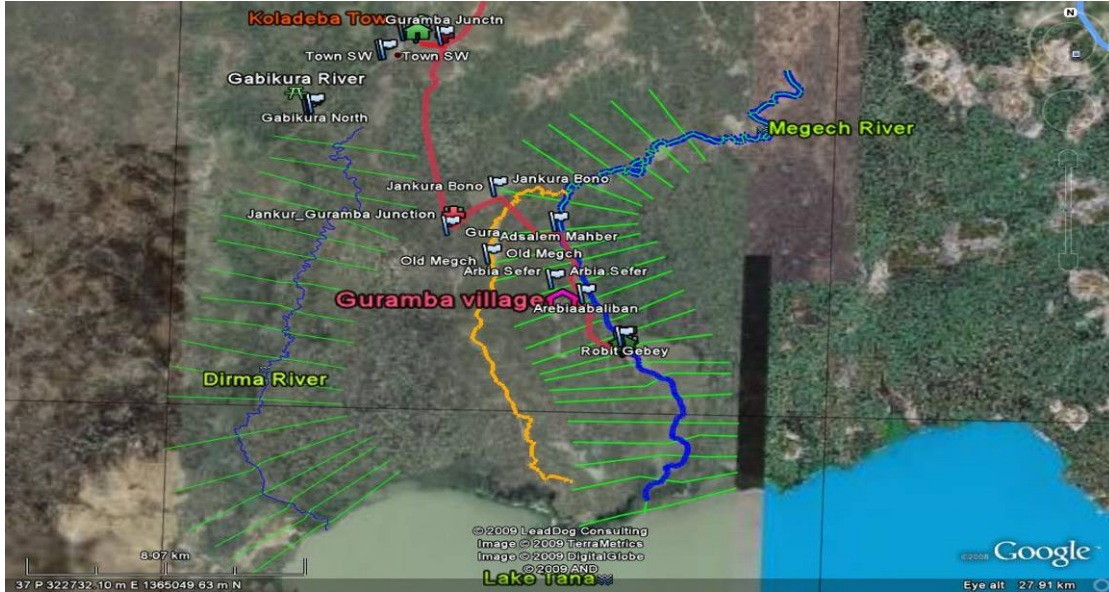 Koladeba Tow
Guramba Junctn
N
Town SW
Town SW
Gabikura River
Gabikura North
Megech River
Jankura Bono
Jankura Bono
Jankur_Guramba Junction
Gura
Adsalem Mahber
Old Megch
Old Megch
Arbia Sefer
Arbia Sefer
Guramba village
Arebiaabaliban
Robit Gebey
Dirma River
© 2009 LeadDog Consulting
Image © 2009 TerraMetrics
Image © 2009 DigitalGlobe
© 2009 AND
8.07 km
©2008 Google™
Lake Tana
37 P 322732.10 m E 1365049.63 m N
Eye alt 27.91 km